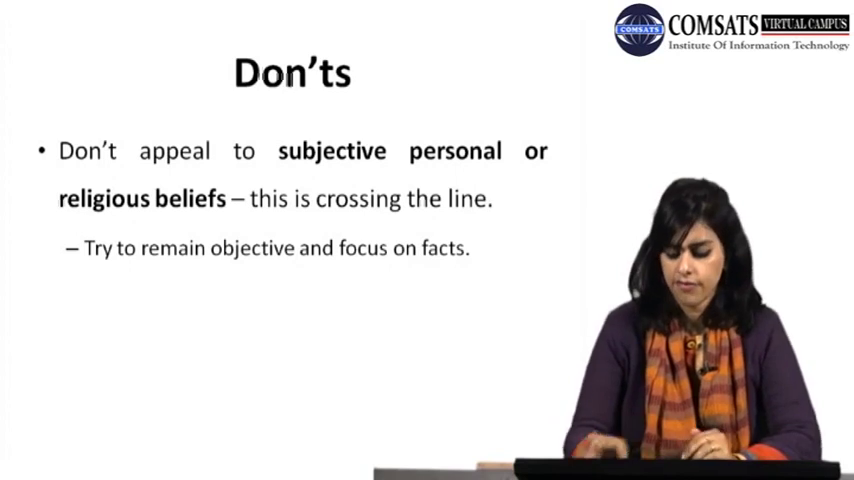 COMSATS VIRTUAL CAMPUS
COMSATS
Institute Of Information Technology
Don'ts
• Don't appeal to subjective personal or
religious beliefs – this is crossing the line.
– Try to remain objective and focus on facts.